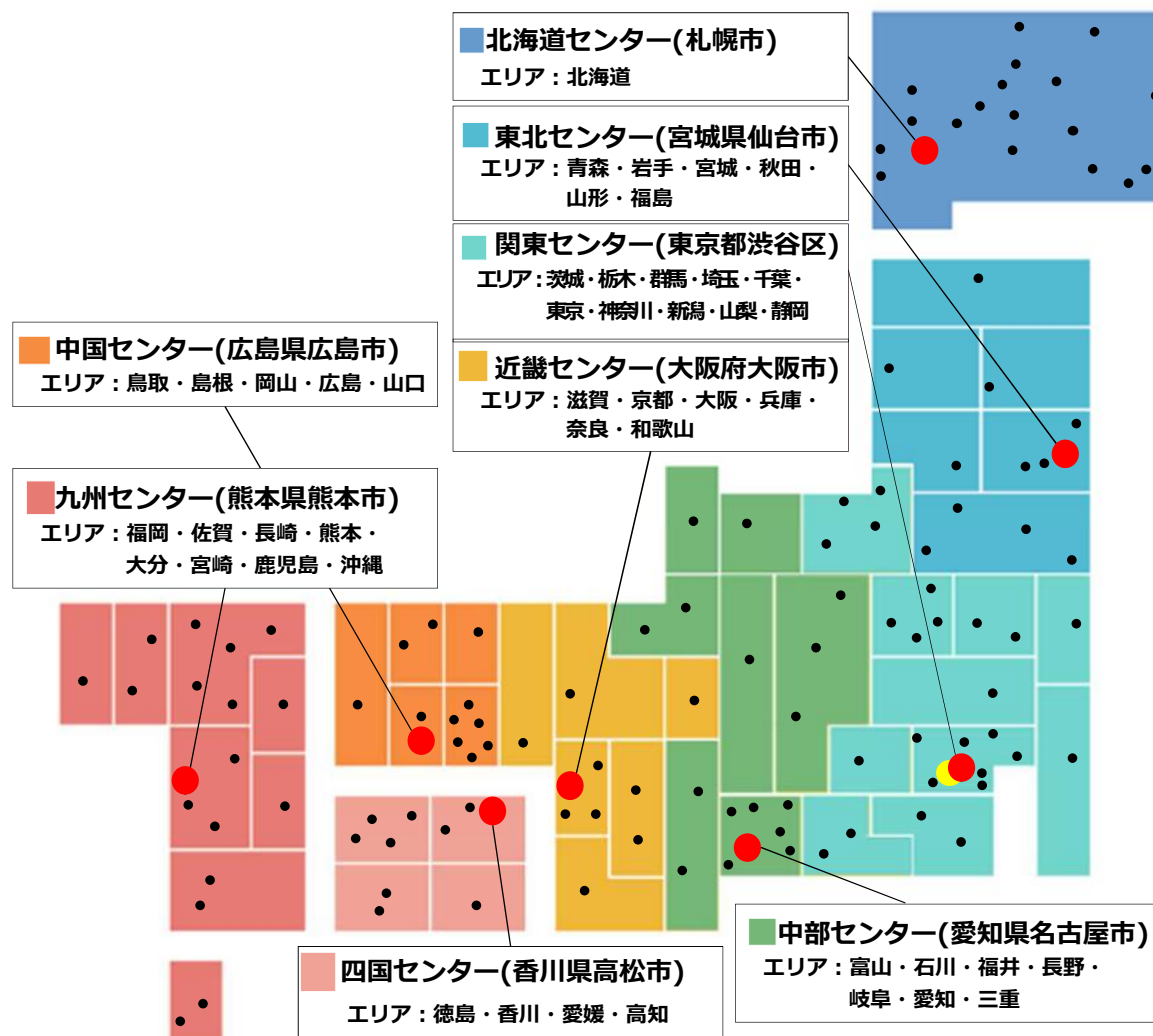 北海道センター(札幌市)
エリア：北海道
東北センター(宮城県仙台市)
エリア：青森・岩手・宮城・秋田・
山形・福島
関東センター(東京都渋谷区)
エリア：茨城・栃木・群馬・埼玉・千葉・
東京・神奈川・新潟・山梨・静岡
中国センター(広島県広島市)
エリア：鳥取・島根・岡山・広島・山口
近畿センター(大阪府大阪市)
エリア：滋賀・京都・大阪・兵庫・
奈良・和歌山
九州センター(熊本県熊本市)
エリア：福岡・佐賀・長崎・熊本・
大分・宮崎・鹿児島・沖縄
四国センター(香川県高松市)
エリア：徳島・香川・愛媛・高知
中部センター(愛知県名古屋市)
エリア：富山・石川・福井・長野・
岐阜・愛知・三重